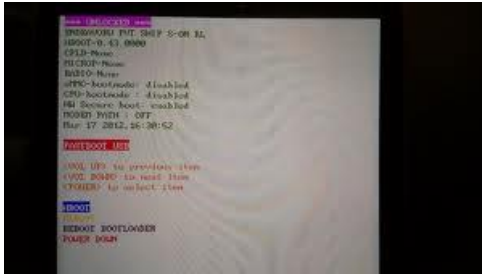 *** UNLOCKED ***
ENDEAVORU PVT SHIP S-ON RL
HBOOT-0.43.0000
CPLD-None
MICROP-None
RADIO-None
eMMC-bootmode: disabled
CPU-bootmode : disabled
HW Secure boot: enabled
MODEM PATH : OFF
Mar 17 2012,16:30:52
FASTBOOT USB
<VOL UP> to previous item
<VOL DOWN> to next item
<POWER> to select item
HBOOT
REBOOT
REBOOT BOOTLOADER
POWER DOWN